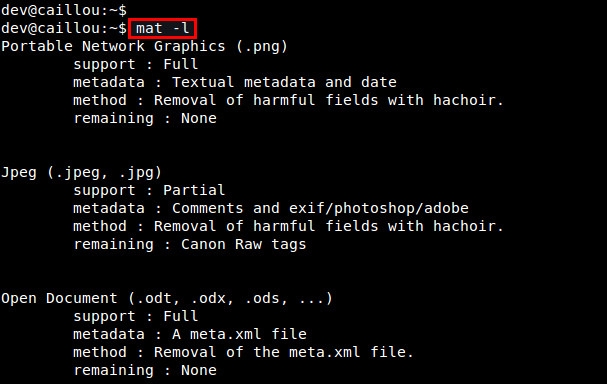 dev@caillou:~$
dev@caillou:~$ mat -l
Portable Network Graphics (.png)
support : Full
metadata : Textual metadata and date
method : Removal of harmful fields with hachoir.
remaining : None
Jpeg (.jpeg, .jpg)
support : Partial
metadata : Comments and exif/photoshop/adobe
method : Removal of harmful fields with hachoir.
remaining : Canon Raw tags
Open Document (.odt, .odx, .ods, ...)
support : Full
metadata : A meta.xml file
method : Removal of the meta.xml file.
remaining : None